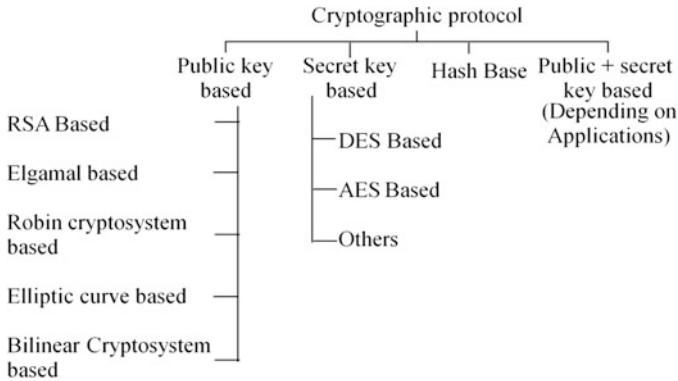 Cryptographic protocol
Public key
based
Secret key
based
Hash Base
Public + secret
key based
(Depending on
Applications)
RSA Based
Elgamal based
Robin cryptosystem
based
Elliptic curve based
Bilinear Cryptosystem
based
DES Based
AES Based
Others